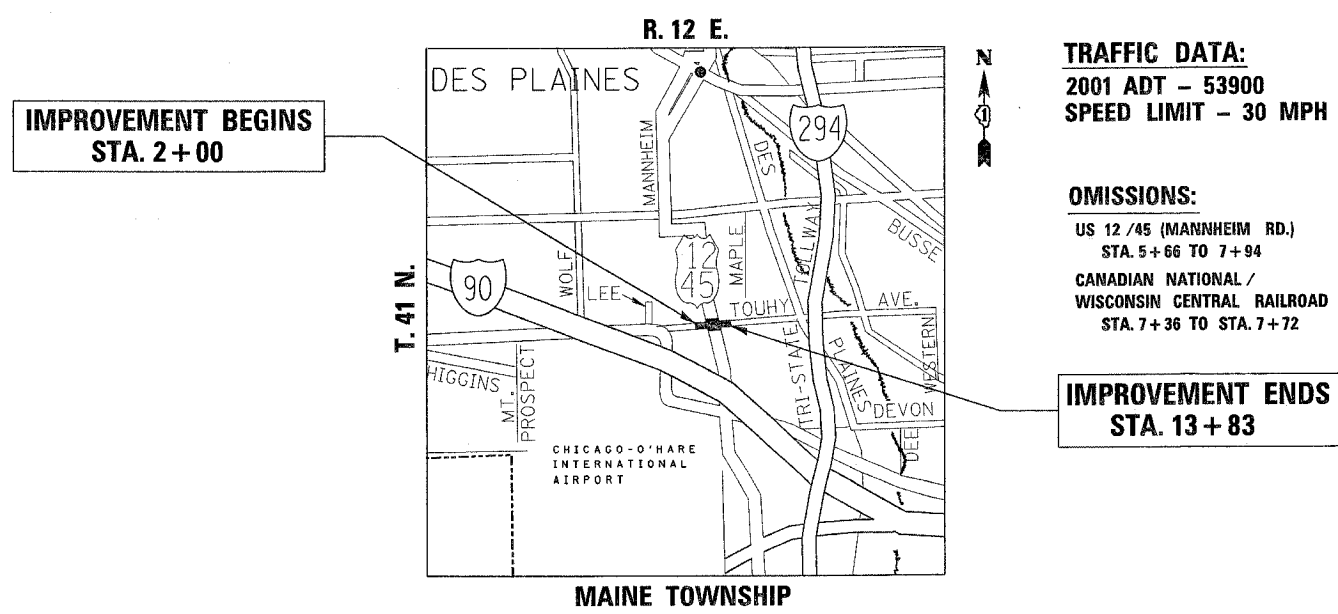 R. 12 E.
IMPROVEMENT BEGINS
STA. 2+00
T. 41 N.
DES PLAINES
MANNHEIM
294
DES
PLAINES
BUSSE
TRI-STATE TOLLWAY
WOLF
LEE
12
45
MAPLE
90
TOUHY AVE.
WESTERN
HIGGINS
MT.
PROSPECT
DEVON
DEE
CHICAGO-O'HARE
INTERNATIONAL
AIRPORT
MAINE TOWNSHIP
N
TRAFFIC DATA:
2001 ADT - 53900
SPEED LIMIT - 30 MPH
OMISSIONS:
US 12 /45 (MANNHEIM RD.)
STA. 5+66 TO 7+94
CANADIAN NATIONAL /
WISCONSIN CENTRAL RAILROAD
STA. 7+36 TO STA. 7+72
IMPROVEMENT ENDS
STA. 13+83